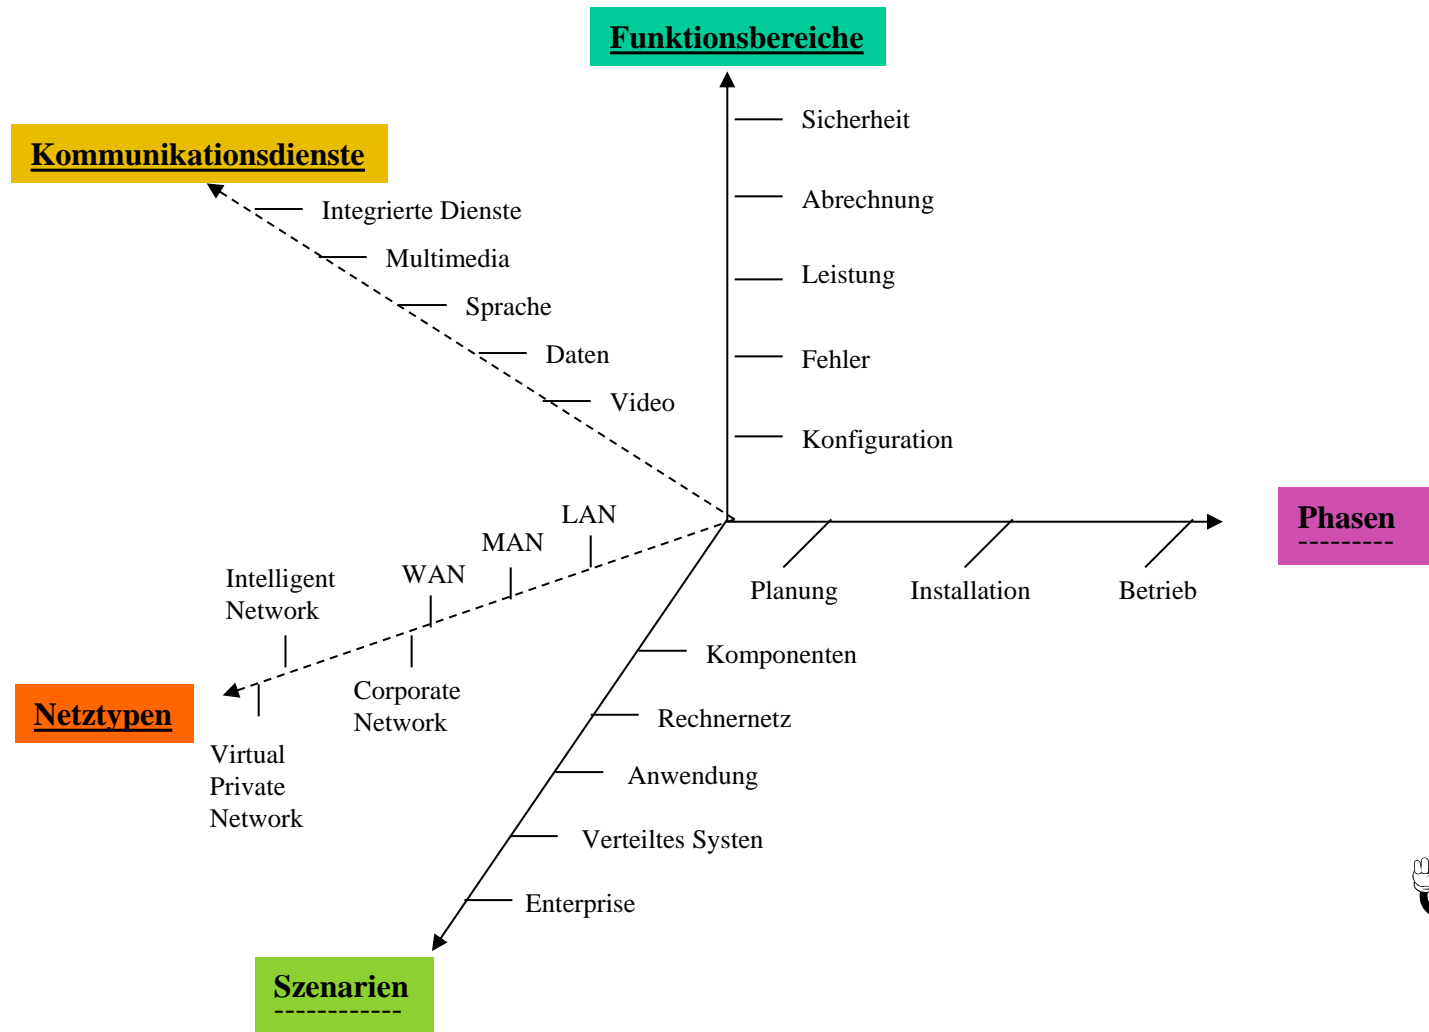 Funktionsbereiche
Sicherheit
Kommunikationsdienste
Abrechnung
Integrierte Dienste
Multimedia
Leistung
Sprache
Daten
Fehler
Video
Konfiguration
LAN
Phasen
MAN
WAN
Intelligent
Network
Planung
Installation
Betrieb
Komponenten
Corporate
Network
Netztypen
Rechnernetz
Virtual
Private
Network
Anwendung
Verteiltes Systen
Enterprise
Szenarien